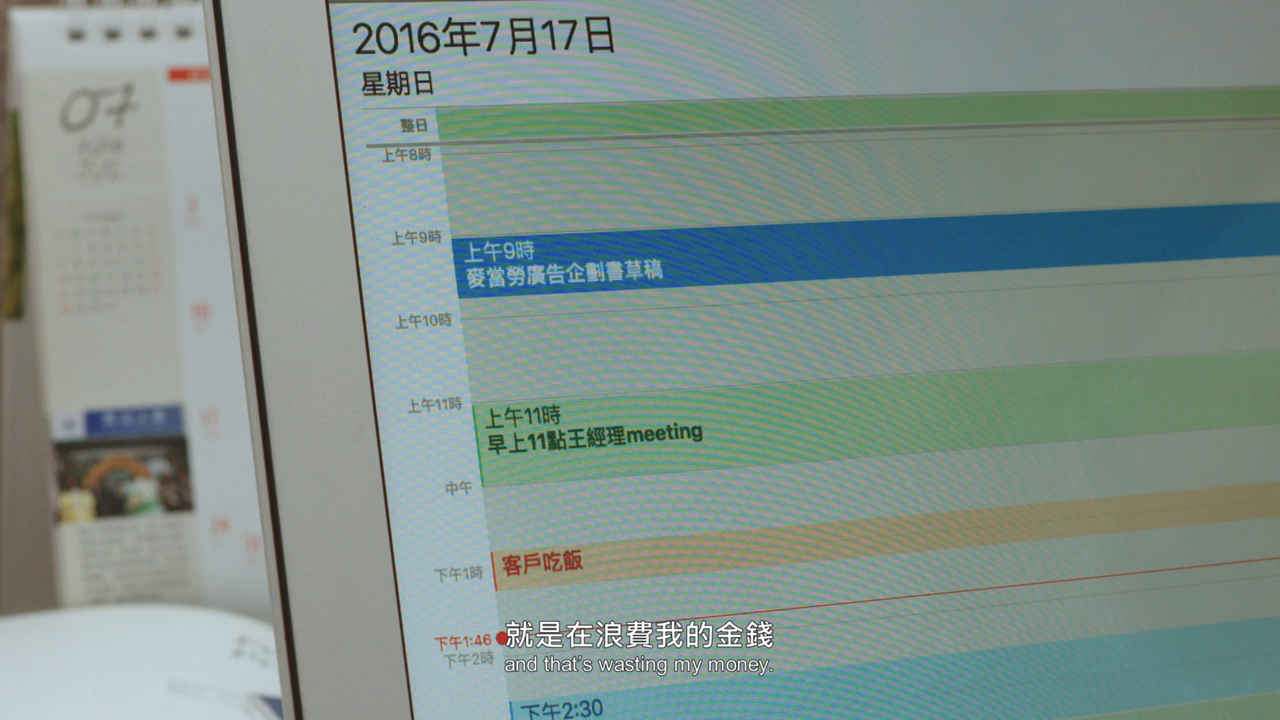 07
2016年7月17日
星期日
整日
上午8時
上午9時
上午9時
麥當勞廣告企劃書草稿
上午10時
上午11時
上午11時
早上11點王經理meeting
中午
客戶吃飯
下午1時
下午1:46
下午2時
下午2:30
就是在浪費我的金錢
and that's wasting my money.